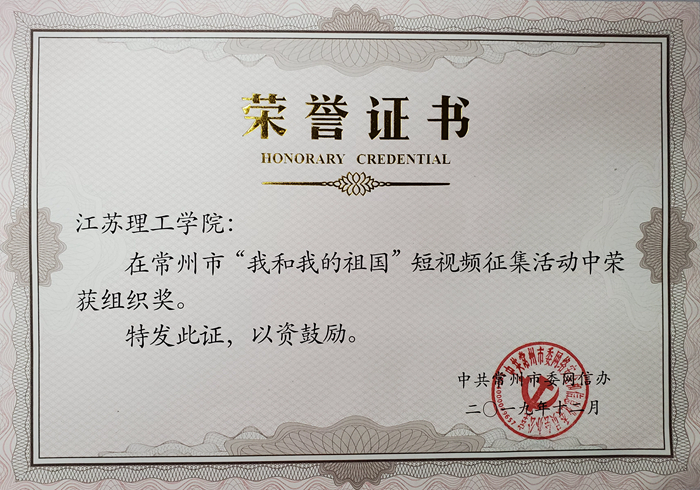 荣誉证书
HONORARY CREDENTIAL
江苏理工学院：
在常州市“我和我的祖国”短视频征集活动中荣
获组织奖。
特发此证，以资鼓励。
中共常州市委网信办
二〇一九年十二月